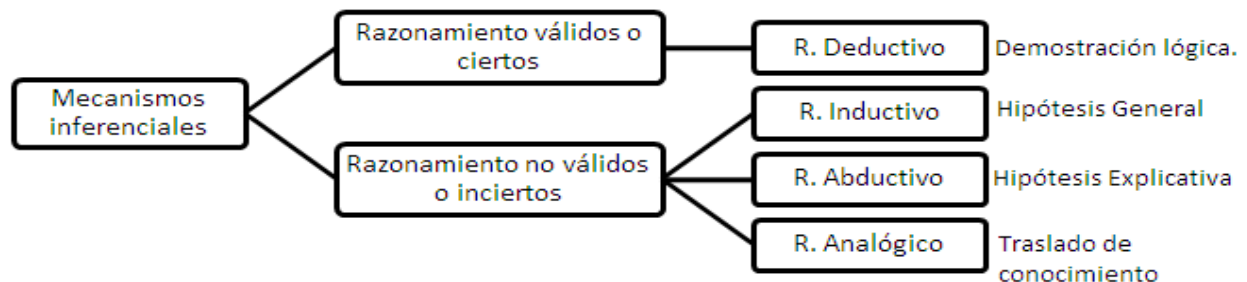 Razonamiento válidos o
ciertos
R. Deductivo
Demostración lógica.
Mecanismos
inferenciales
R. Inductivo
Hipótesis General
Razonamiento no válidos
o inciertos
R. Abductivo
Hipótesis Explicativa
R. Analógico
Traslado de
conocimiento